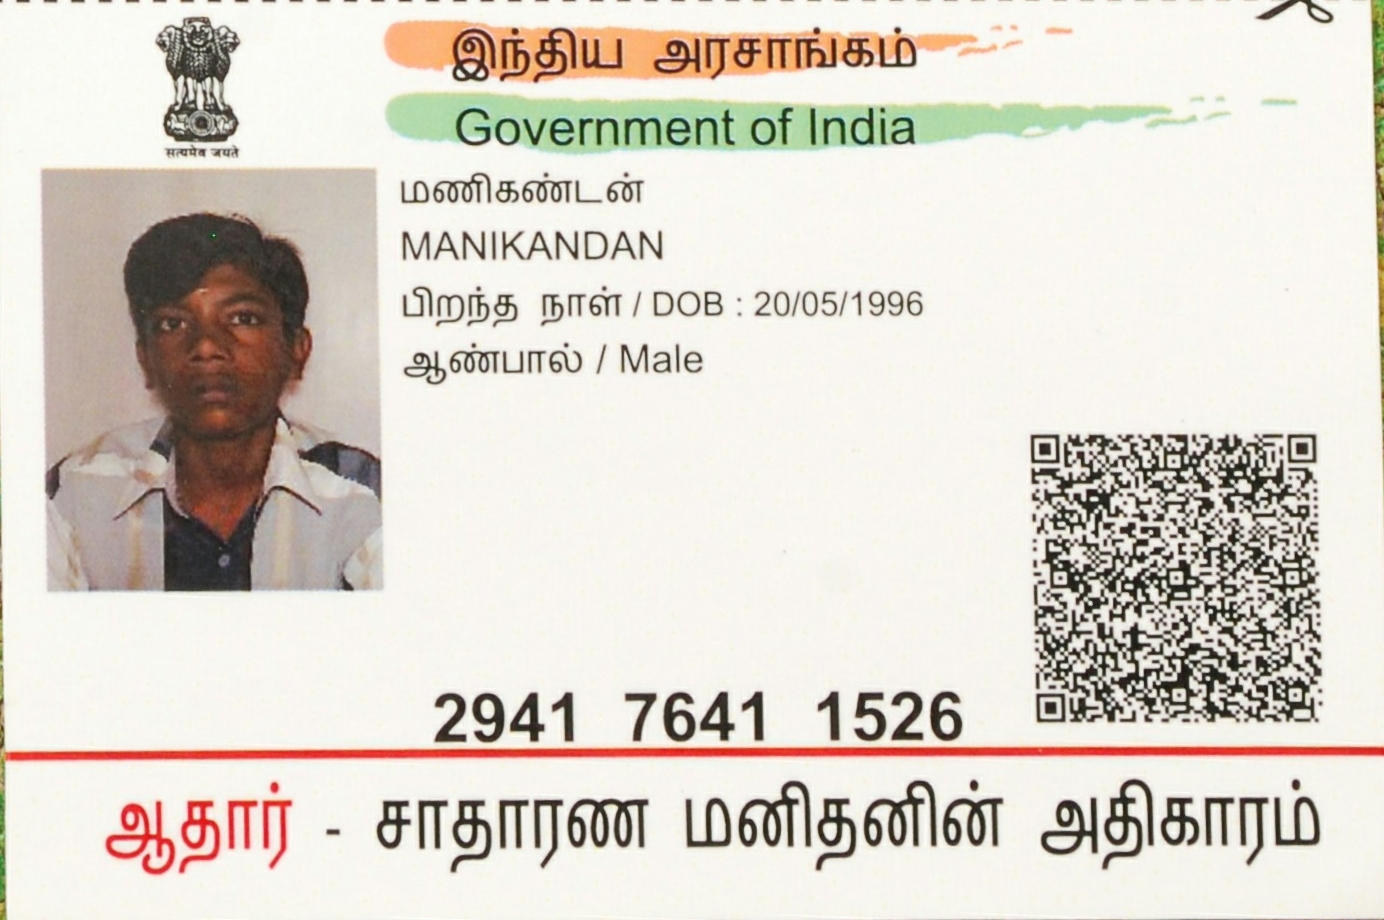 இந்திய அரசாங்கம்
Government of India
सत्यमेव जयते
மணிகண்டன்
MANIKANDAN
பிறந்த நாள் / DOB : 20/05/1996
ஆண்பால் / Male
2941 7641 1526
ஆதார் - சாதாரண மனிதனின் அதிகாரம்